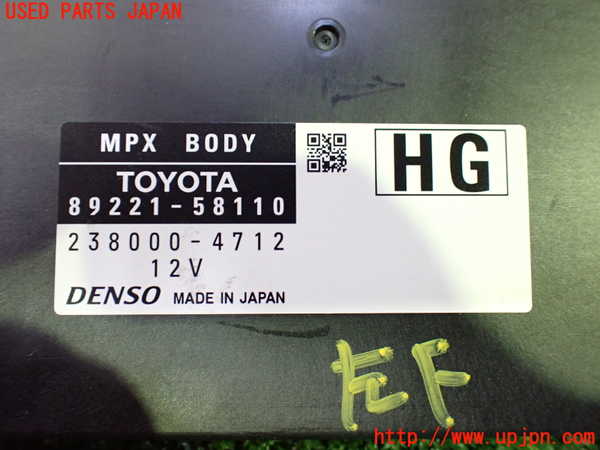 USED PARTS JAPAN
MPX BODY
TOYOTA
89221-58110
238000-4712
12V
DENSO MADE IN JAPAN
HG
左F
http://www.upjpn.com/